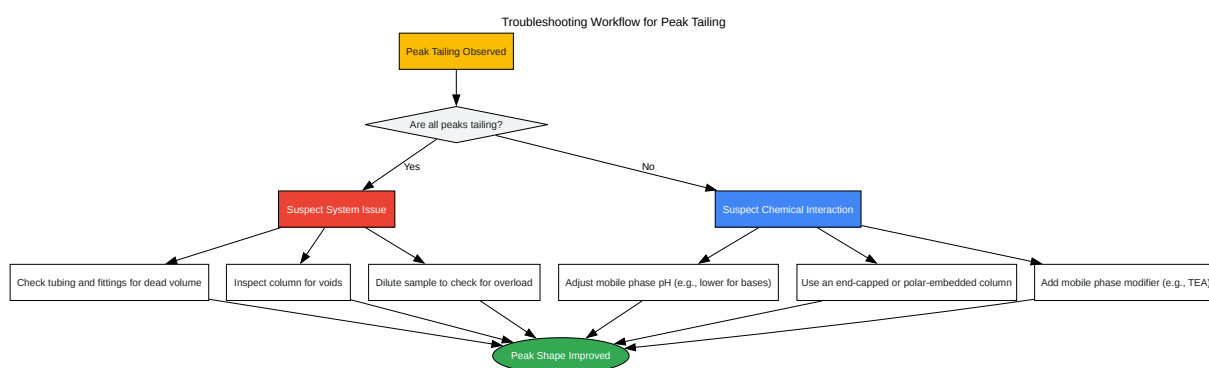 Troubleshooting Workflow for Peak Tailing
Peak Tailing Observed
Are all peaks tailing?
Yes
No
Suspect System Issue
Suspect Chemical Interaction
Check tubing and fittings for dead volume
Inspect column for voids
Dilute sample to check for overload
Adjust mobile phase pH (e.g., lower for bases)
Use an end-capped or polar-embedded column
Add mobile phase modifier (e.g., TEA)
Peak Shape Improved